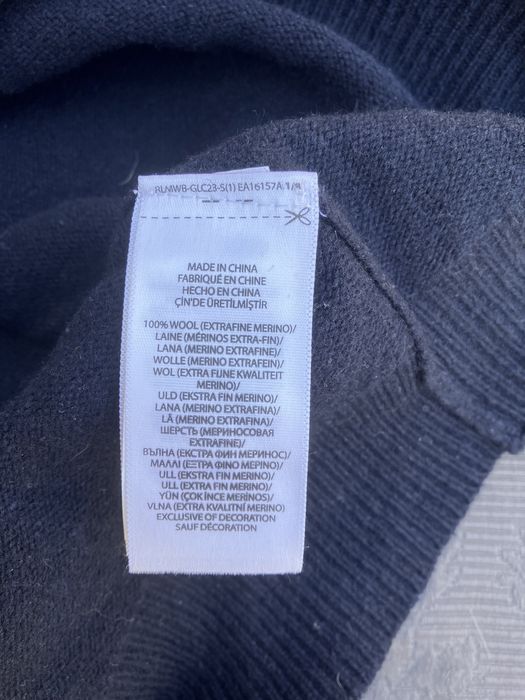 RLNWB-GLC23-S(1) EA16157A 1/9
MADE IN CHINA
FABRIQUÉ EN CHINE
HECHO EN CHINA
ÇİN'DE ÜRETİLMİŞTİR
100% WOOL (EXTRAFINE MERINO)/
LAINE (MÉRINOS EXTRA-FIN)/
LANA (MERINO EXTRAFINE)/
WOLLE (MERINO EXTRAFEIN)/
WOL (EXTRA FIJNE KWALITEIT
MERINO)/
ULD (EKSTRA FIN MERINO)/
LANA (MERINO EXTRAFINA)/
LÃ (MERINO EXTRAFINA)/
ШЕРСТЬ (МЕРИНОСОВАЯ
EXTRAFINE)/
ВЪЛНА (ЕКСТРА ФИН МЕРИНОС)/
ΜΑΛΛΙ (ΕΞΤΡΑ ΦΙΝΟ ΜΕΡΙΝΟ)/
ULL (EKSTRA FIN MERINO)/
ULL (EXTRA FIN MERINO)/
YÜN (ÇOK İNCE MERİNOS)/
VLNA (EXTRA KVALITNÍ MERINO)
EXCLUSIVE OF DECORATION
SAUF DÉCORATION